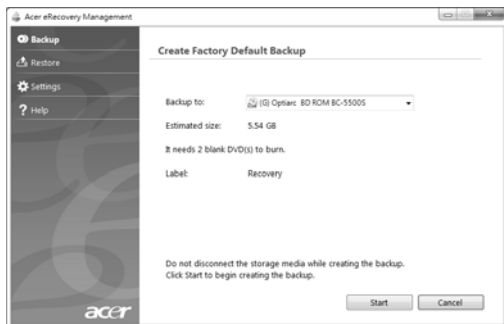 Acer eRecovery Management
Backup
Restore
Settings
Help
Create Factory Default Backup
Backup to: (G) Optiarc BD ROM BC-5500S
Estimated size: 5.54 GB
It needs 2 blank DVD(s) to burn.
Label: Recovery
Do not disconnect the storage media while creating the backup.
Click Start to begin creating the backup.
Start Cancel
acer